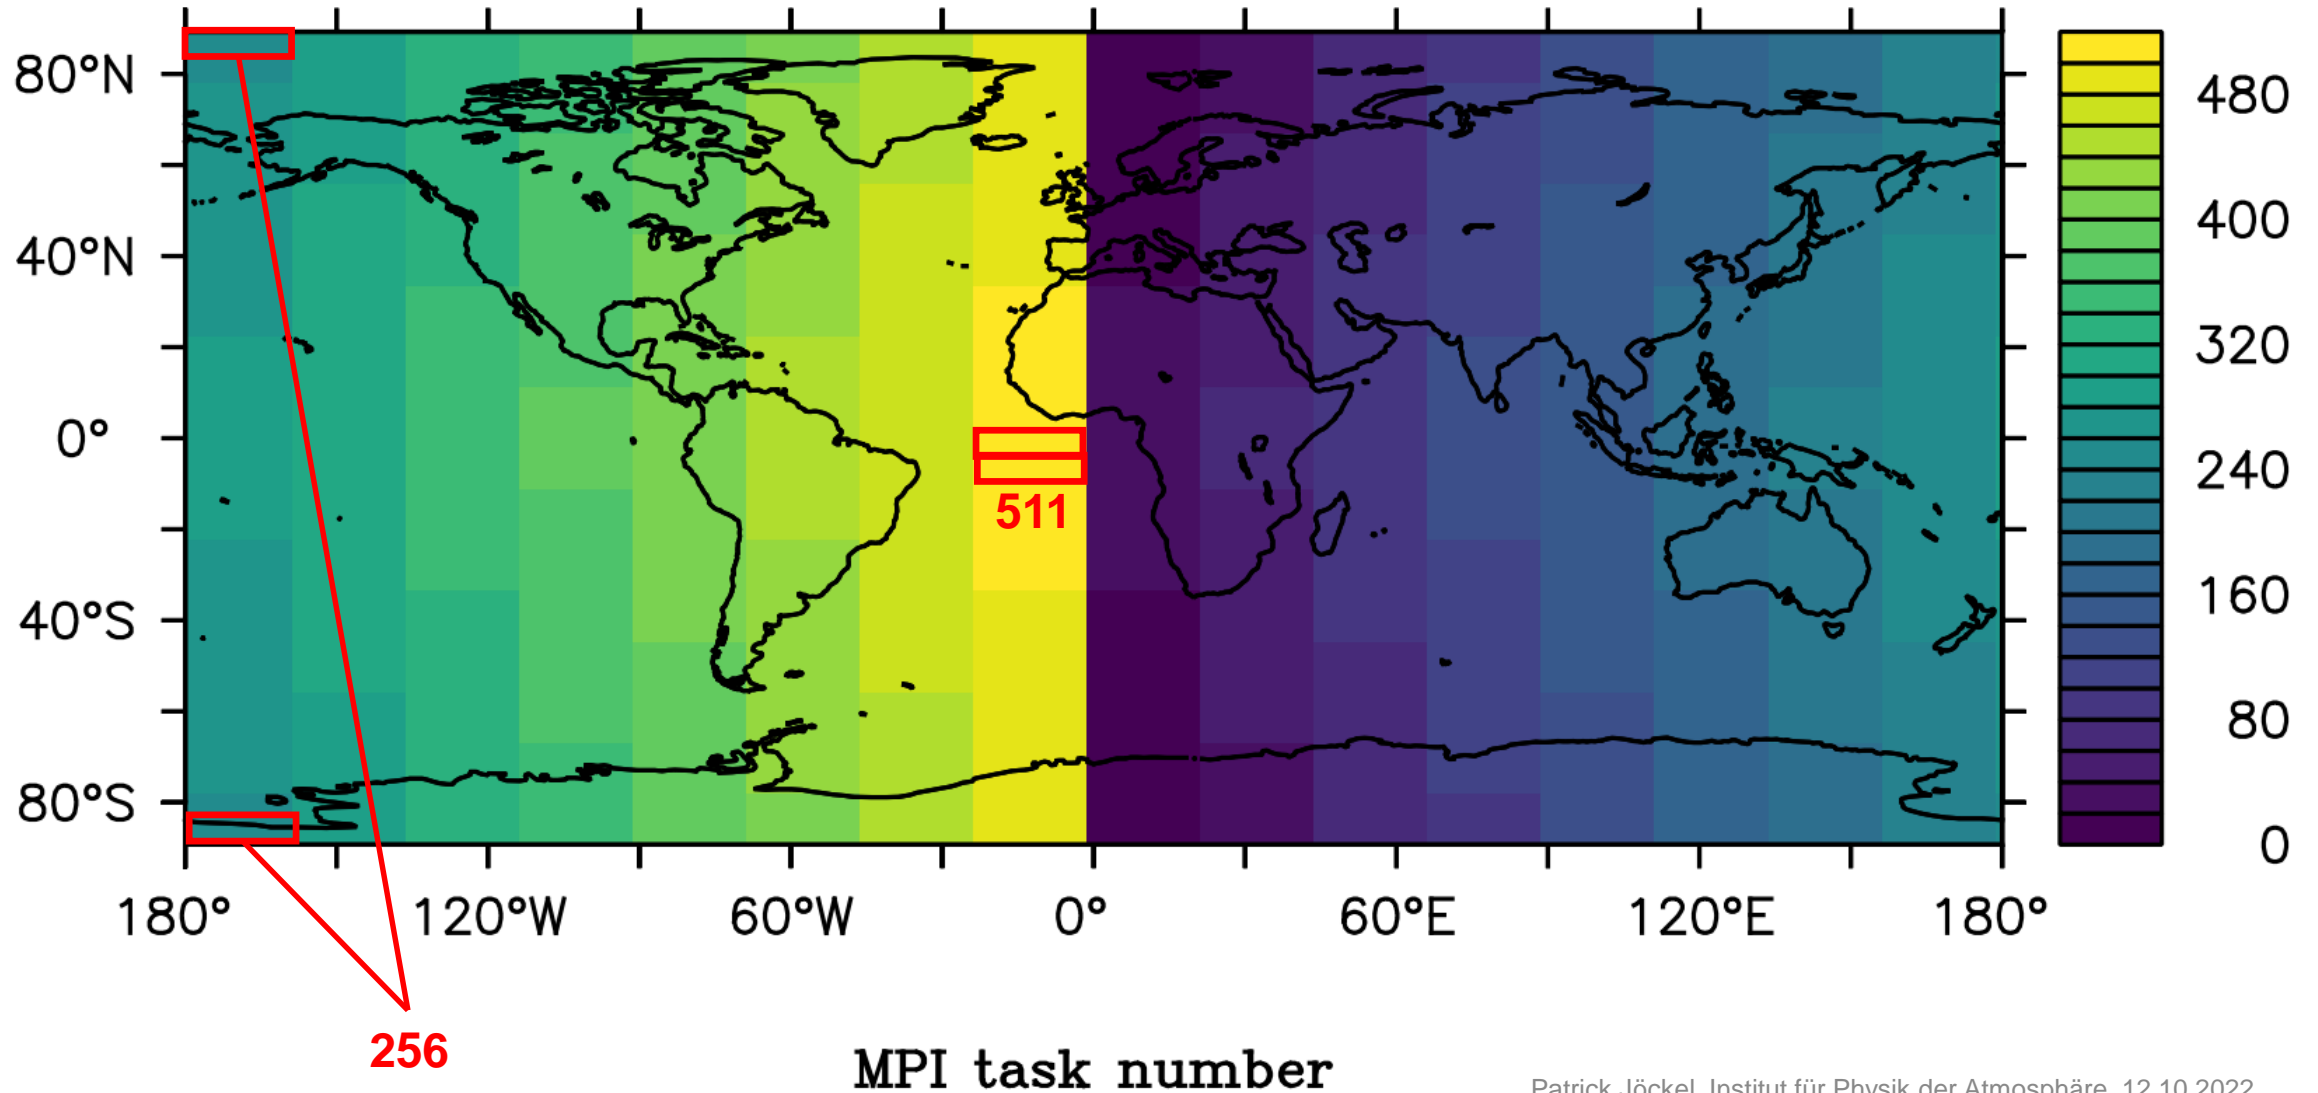 80°N
40°N
0°
40°S
80°S
180°
120°W
60°W
0°
60°E
120°E
180°
480
400
320
240
160
80
0
511
256
MPI task number
Patrick Jöckel, Institut für Physik der Atmosphäre, 12.10.2022